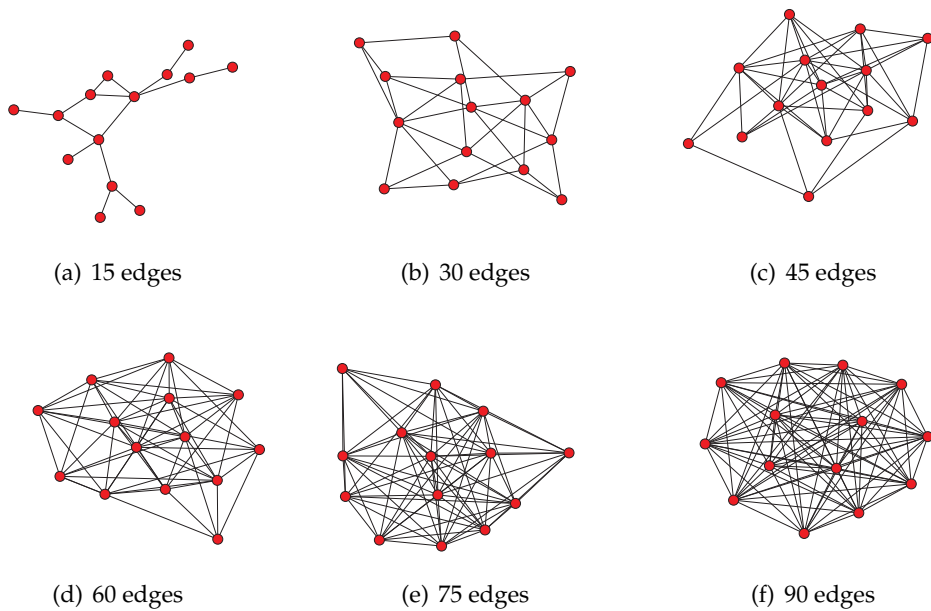 (a) 15 edges
(b) 30 edges
(c) 45 edges
(d) 60 edges
(e) 75 edges
(f) 90 edges